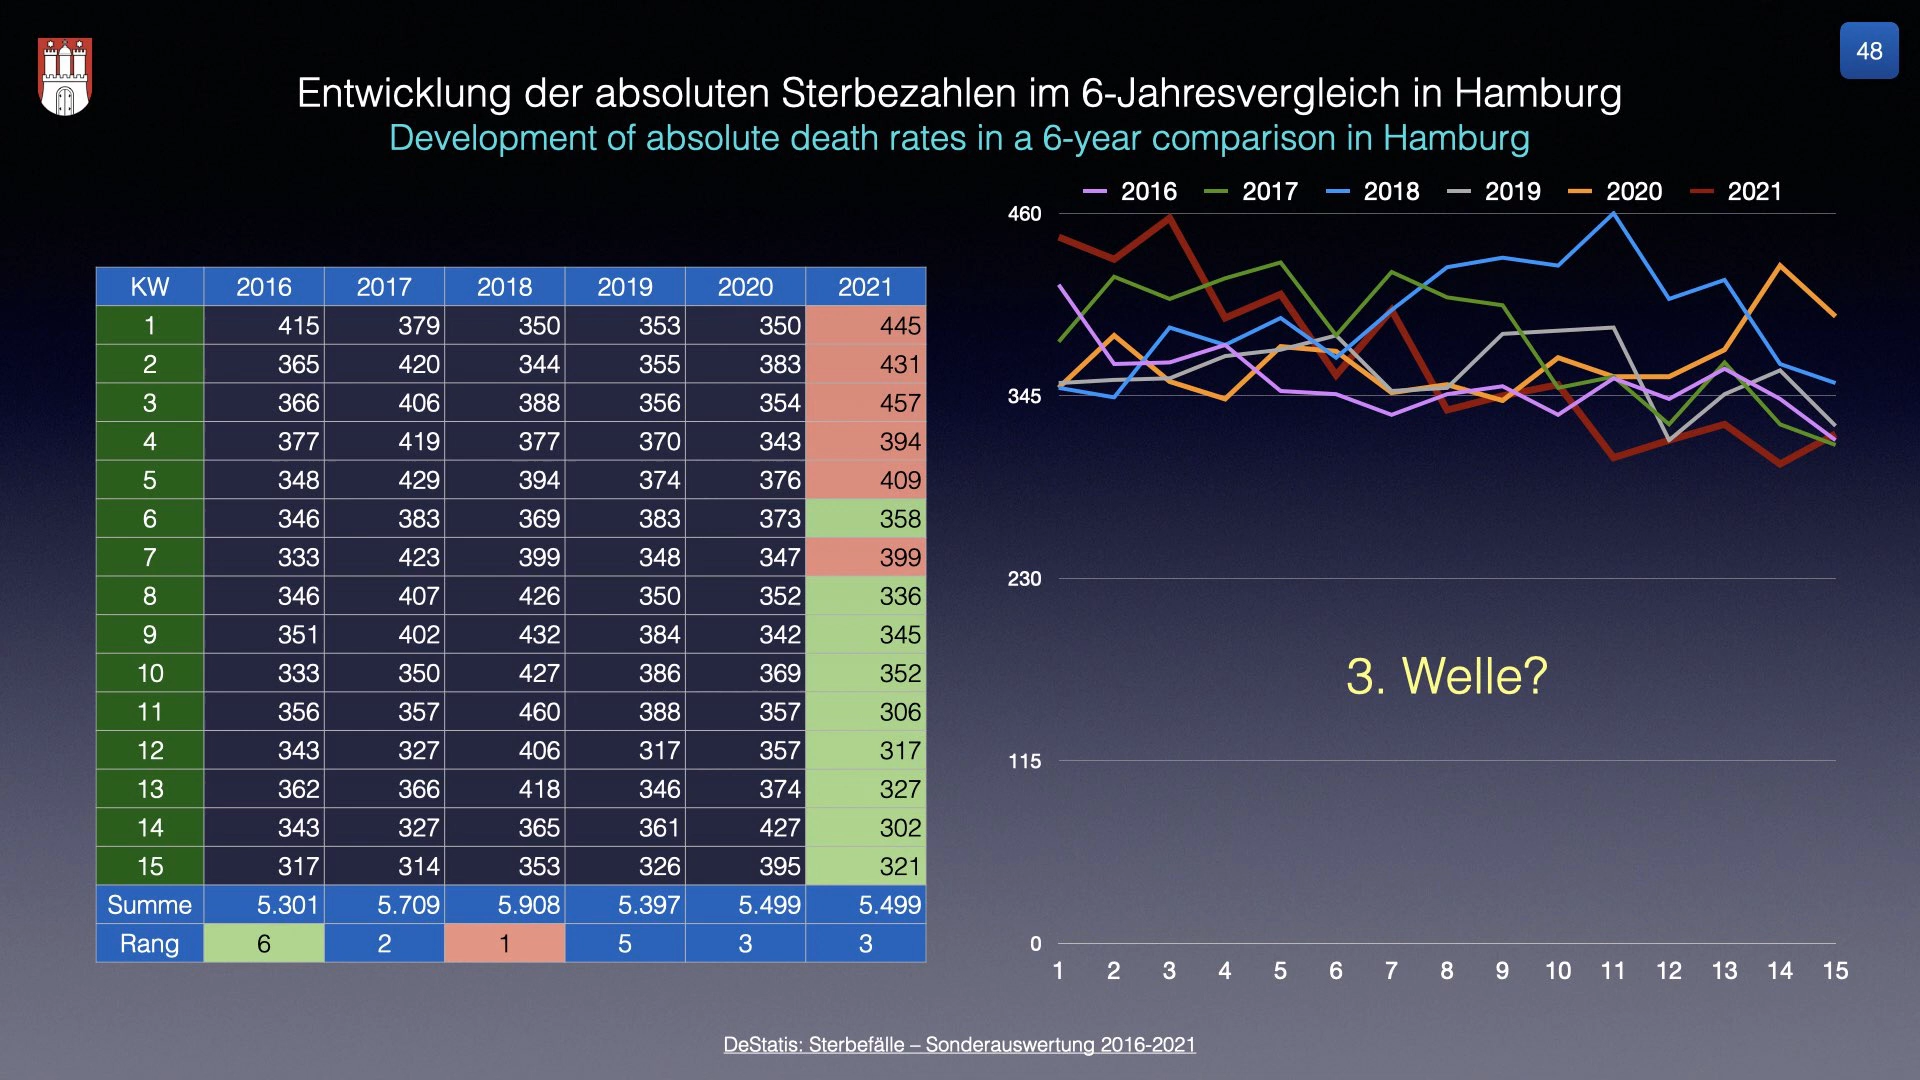 48
Entwicklung der absoluten Sterbezahlen im 6-Jahresvergleich in Hamburg
Development of absolute death rates in a 6-year comparison in Hamburg
KW 2016 2017 2018 2019 2020 2021
1 415 379 350 353 350 445
2 365 420 344 355 383 431
3 366 406 388 356 354 457
4 377 419 377 370 343 394
5 348 429 394 374 376 409
6 346 383 369 383 373 358
7 333 423 399 348 347 399
8 346 407 426 350 352 336
9 351 402 432 384 342 345
10 333 350 427 386 369 352
11 356 357 460 388 357 306
12 343 327 406 317 357 317
13 362 366 418 346 374 327
14 343 327 365 361 427 302
15 317 314 353 326 395 321
Summe 5.301 5.709 5.908 5.397 5.499 5.499
Rang 6 2 1 5 3 3
2016 2017 2018 2019 2020 2021
460
345
230
115
0
3. Welle?
1 2 3 4 5 6 7 8 9 10 11 12 13 14 15
DeStatis: Sterbefälle – Sonderauswertung 2016-2021